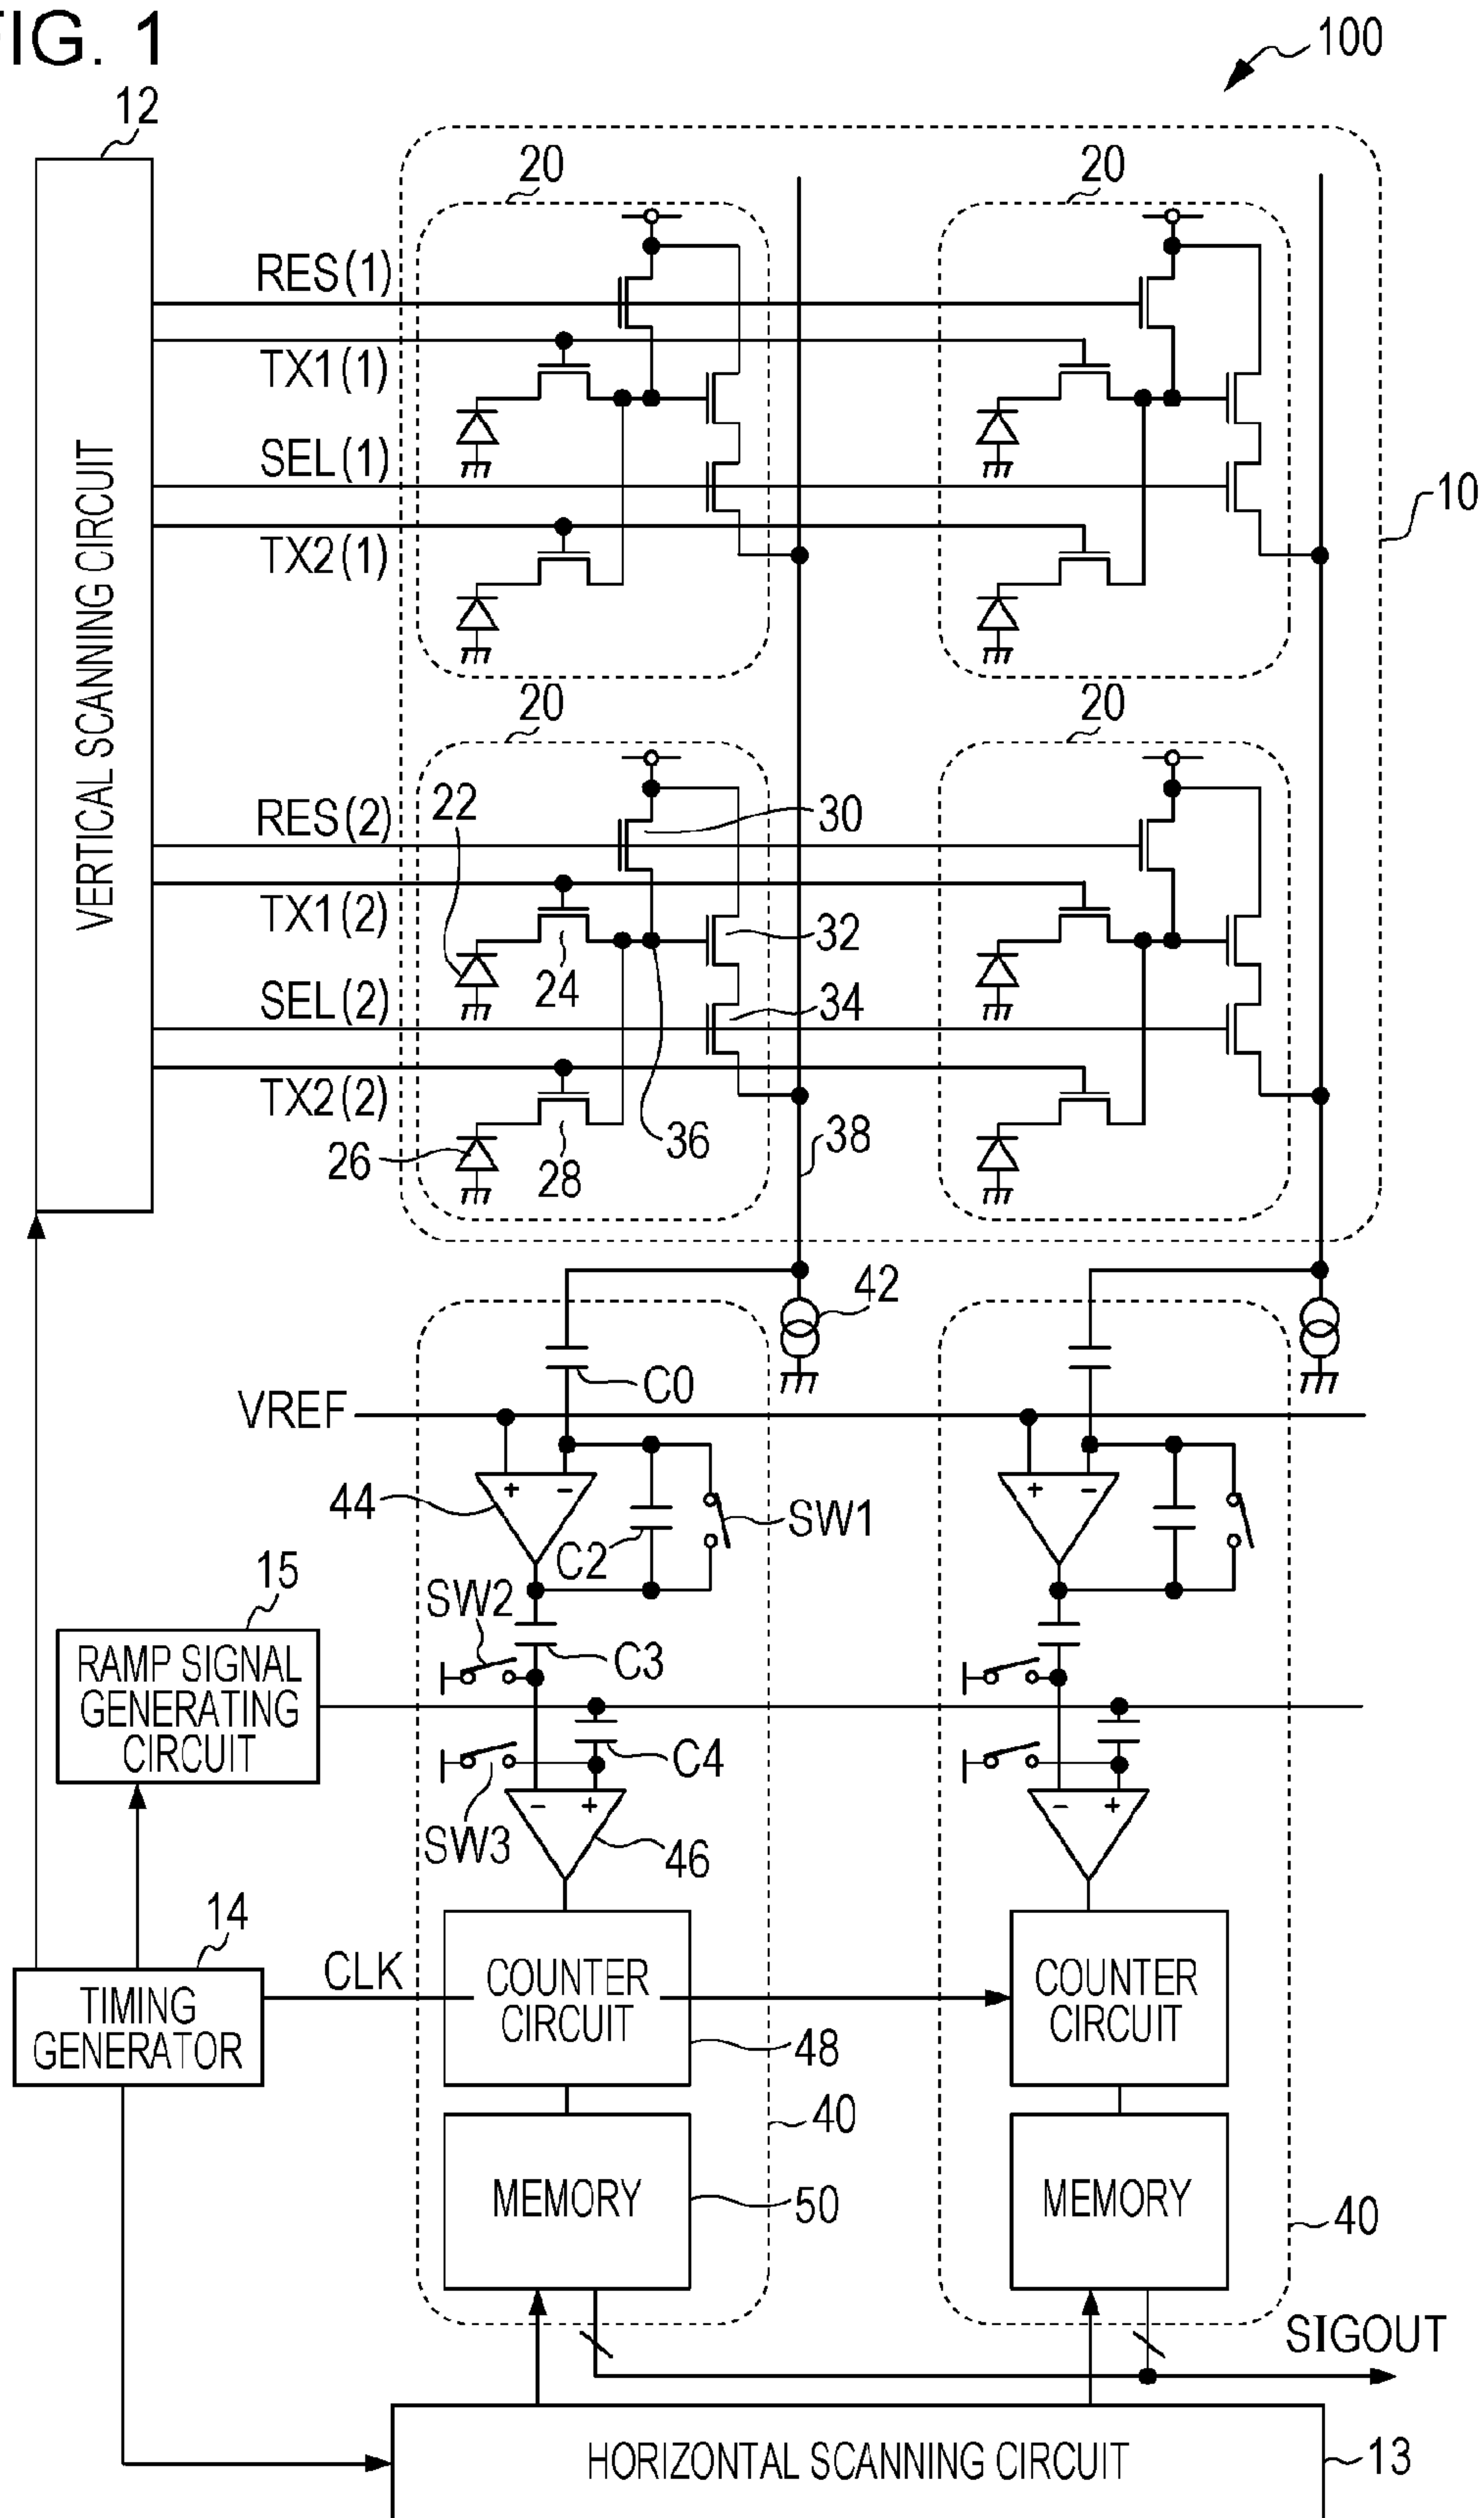 FIG. 1
100
12
20
20
RES(1)
TX1(1)
SEL(1)
TX2(1)
10
VERTICAL SCANNING CIRCUIT
20
20
RES(2)
22
30
TX1(2)
32
24
SEL(2)
34
TX2(2)
36
38
26
28
42
C0
VREF
44
SW1
C2
15
SW2
RAMP SIGNAL
GENERATING
CIRCUIT
C3
C4
SW3
46
14
CLK
TIMING
GENERATOR
COUNTER
CIRCUIT
COUNTER
CIRCUIT
48
40
MEMORY
50
MEMORY
40
SIGOUT
HORIZONTAL SCANNING CIRCUIT
13